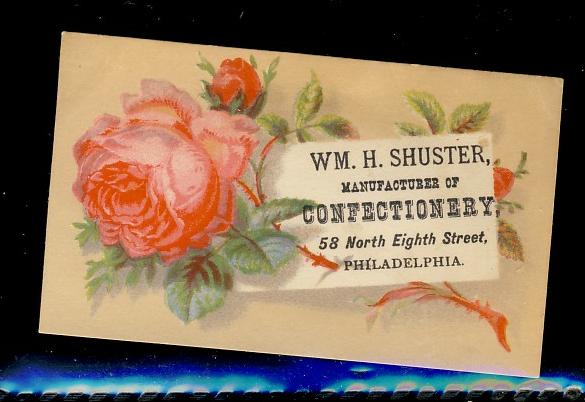 WM. H. SHUSTER,
MANUFACTURER OF
CONFECTIONERY,
58 North Eighth Street,
PHILADELPHIA.